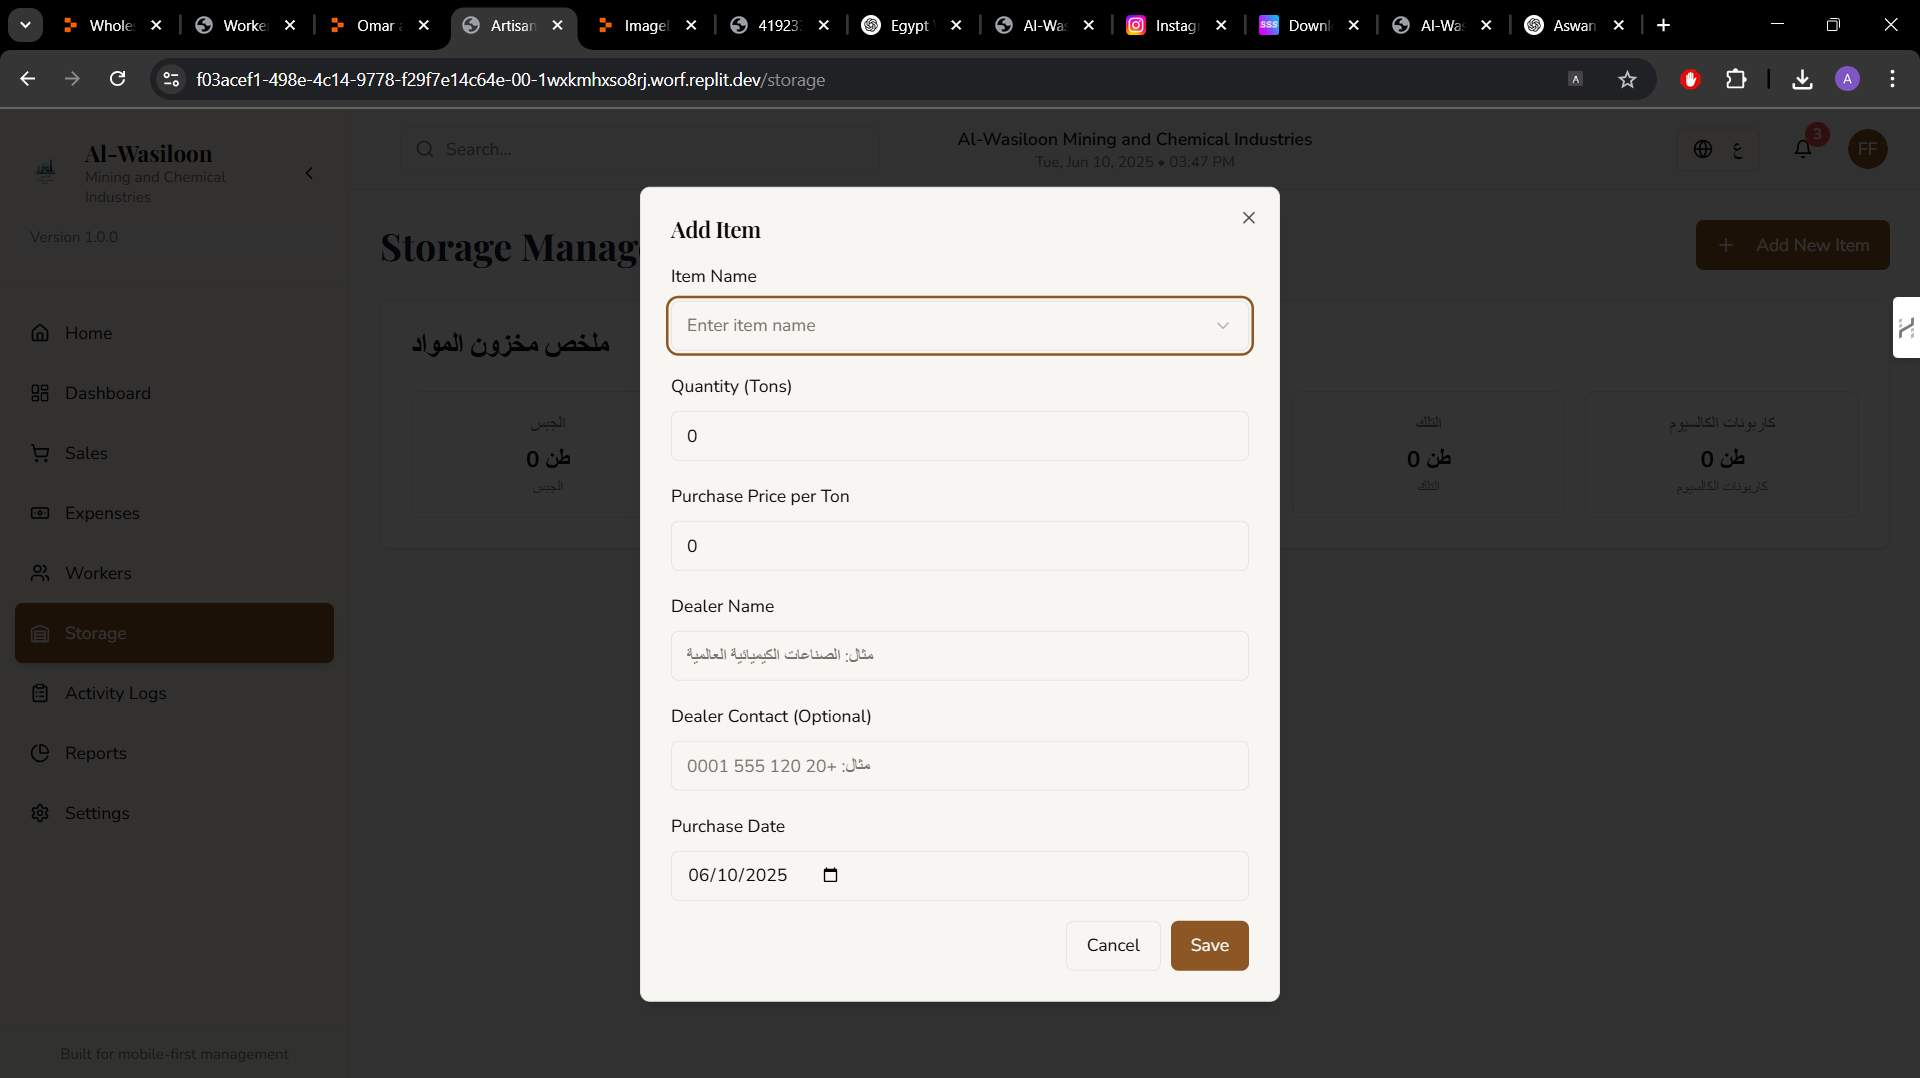 Whole
Worke
Omar a
Artisan
Image
41923
Egypt
Al-Wa
Instag
sss
Downl
Al-Wa
Aswan
f03acef1-498e-4c14-9778-f29f7e14c64e-00-1wxkmhxso8rj.worf.replit.dev/storage
A
A
Al-Wasiloon
Mining and Chemical
Industries
Version 1.0.0
Search...
Al-Wasiloon Mining and Chemical Industries
Tue, Jun 10, 2025 • 03:47 PM
ع
3
FF
Home
Dashboard
Sales
Expenses
Workers
Storage
Activity Logs
Reports
Settings
Built for mobile-first management
Storage Manag
Add New Item
ملخص مخزون المواد
الجبس
0 طن
الجبس
التلك
0 طن
التلك
كاربونات الكالسيوم
0 طن
كاربونات الكالسيوم
Add Item
Item Name
Enter item name
Quantity (Tons)
0
Purchase Price per Ton
0
Dealer Name
مثال: الصناعات الكيميائية العالمية
Dealer Contact (Optional)
مثال: +20 120 555 0001
Purchase Date
06/10/2025
Cancel
Save